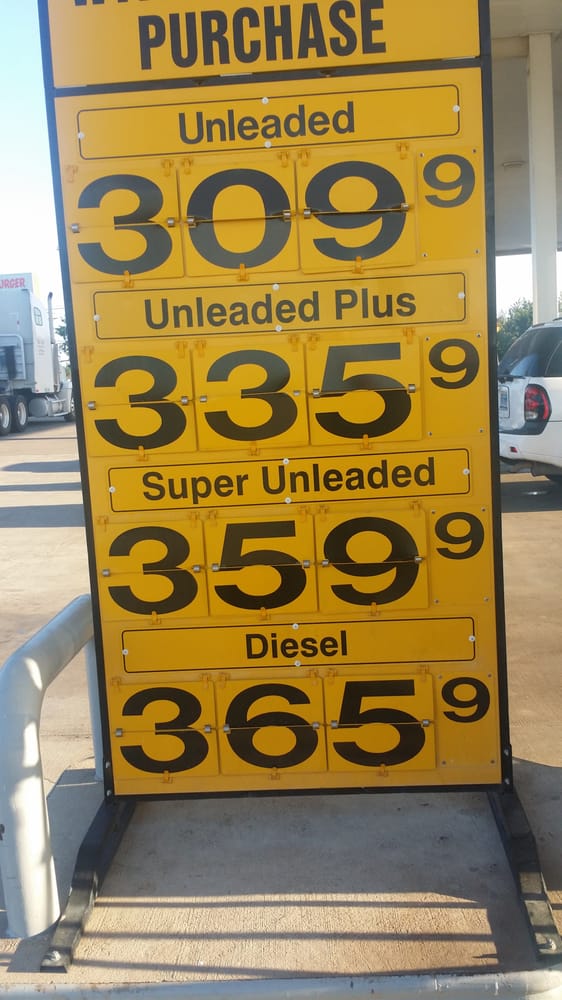 PURCHASE
Unleaded
309 9
Unleaded Plus
335 9
Super Unleaded
359 9
Diesel
365 9